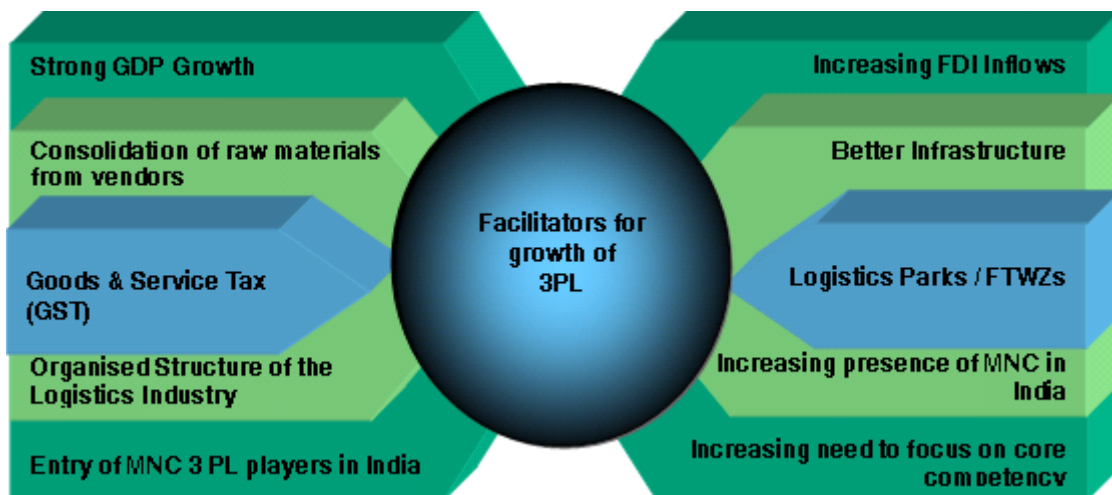 Strong GDP Growth
Consolidation of raw materials
from vendors
Goods & Service Tax
(GST)
Organised Structure of the
Logistics Industry
Entry of MNC 3 PL players in India
Facilitators for
growth of
3PL
Increasing FDI Inflows
Better Infrastructure
Logistics Parks / FTWZs
Increasing presence of MNC in
India
Increasing need to focus on core
competency